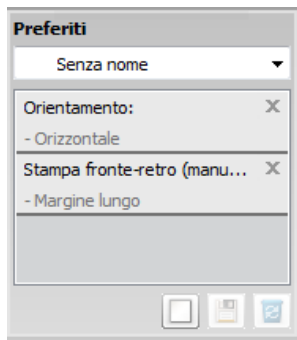 Preferiti
Senza nome
Orientamento:
- Orizzontale
Stampa fronte-retro (manu...
- Margine lungo